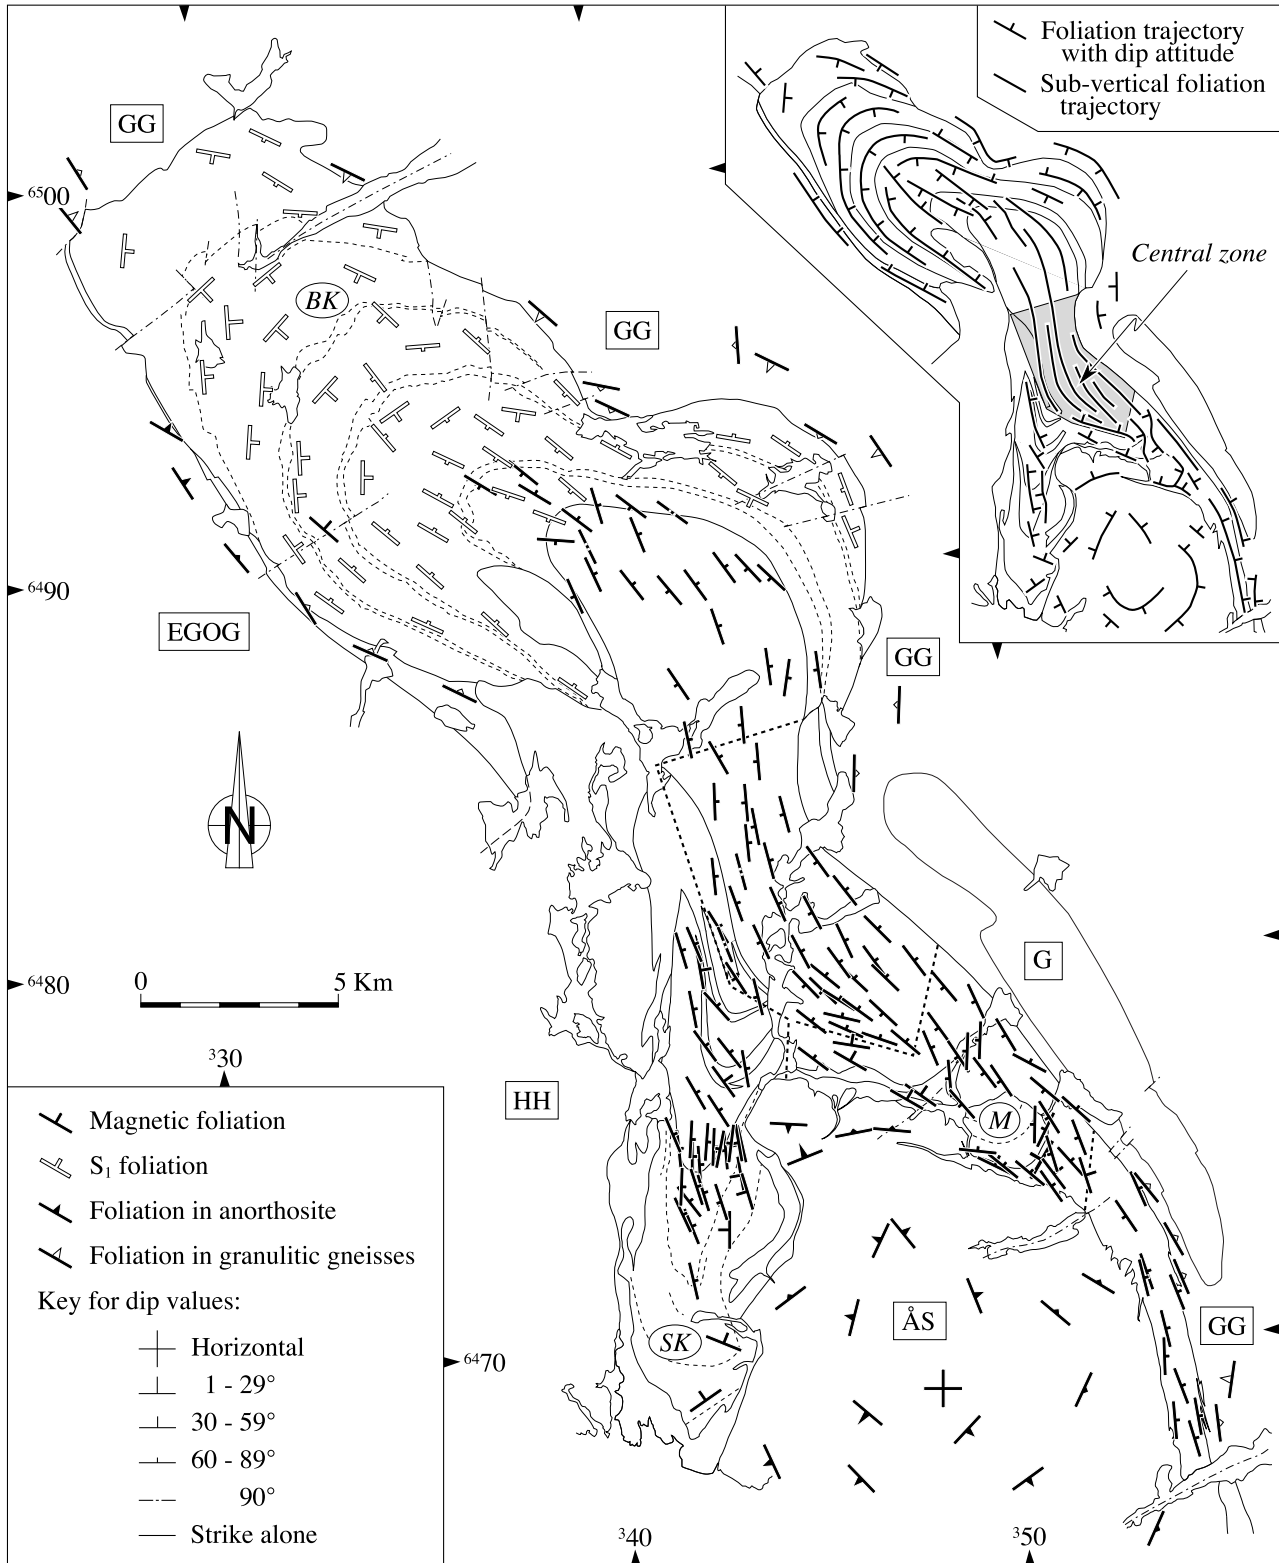 Foliation trajectory
with dip attitude
Sub-vertical foliation
trajectory
Central zone
GG
6500
BK
GG
6490
EGOG
GG
N
G
0 5 Km
6480
330
HH
M
Magnetic foliation
S1 foliation
Foliation in anorthosite
Foliation in granulitic gneisses
Key for dip values:
Horizontal
1 - 29°
30 - 59°
60 - 89°
90°
Strike alone
ÅS
GG
SK
6470
340
350